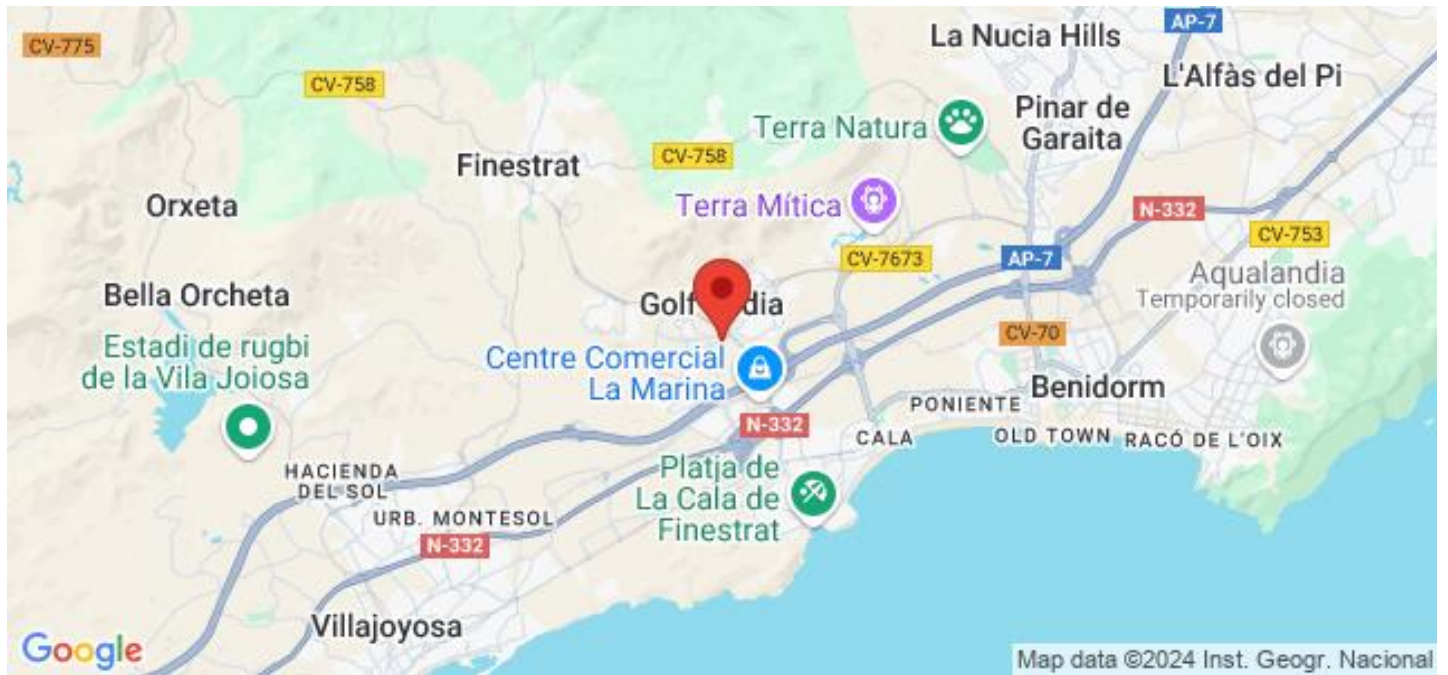 AP-7
La Nucia Hills
CV-775
L'Alfàs del Pi
CV-758
Pinar de
Garaita
Terra Natura
CV-758
Finestrat
Orxeta
Terra Mítica
N-332
CV-753
CV-7673
AP-7
Aqualandia
Temporarily closed
Bella Orcheta
Golf dia
CV-70
Estadi de rugbi
de la Vila Joiosa
Centre Comercial
La Marina
Benidorm
PONIENTE
N-332
CALA
OLD TOWN
RACÓ DE L'OIX
HACIENDA
DEL SOL
Platja de
La Cala de
Finestrat
URB. MONTESOL
N-332
Villajoyosa
Google
Map data ©2024 Inst. Geogr. Nacional